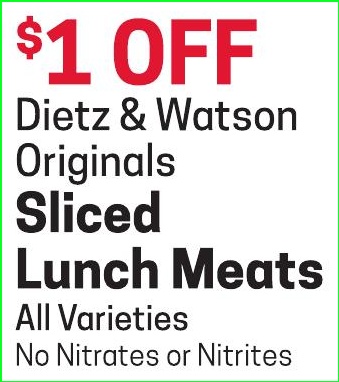 $1 OFF
Dietz & Watson
Originals
Sliced
Lunch Meats
All Varieties
No Nitrates or Nitrites